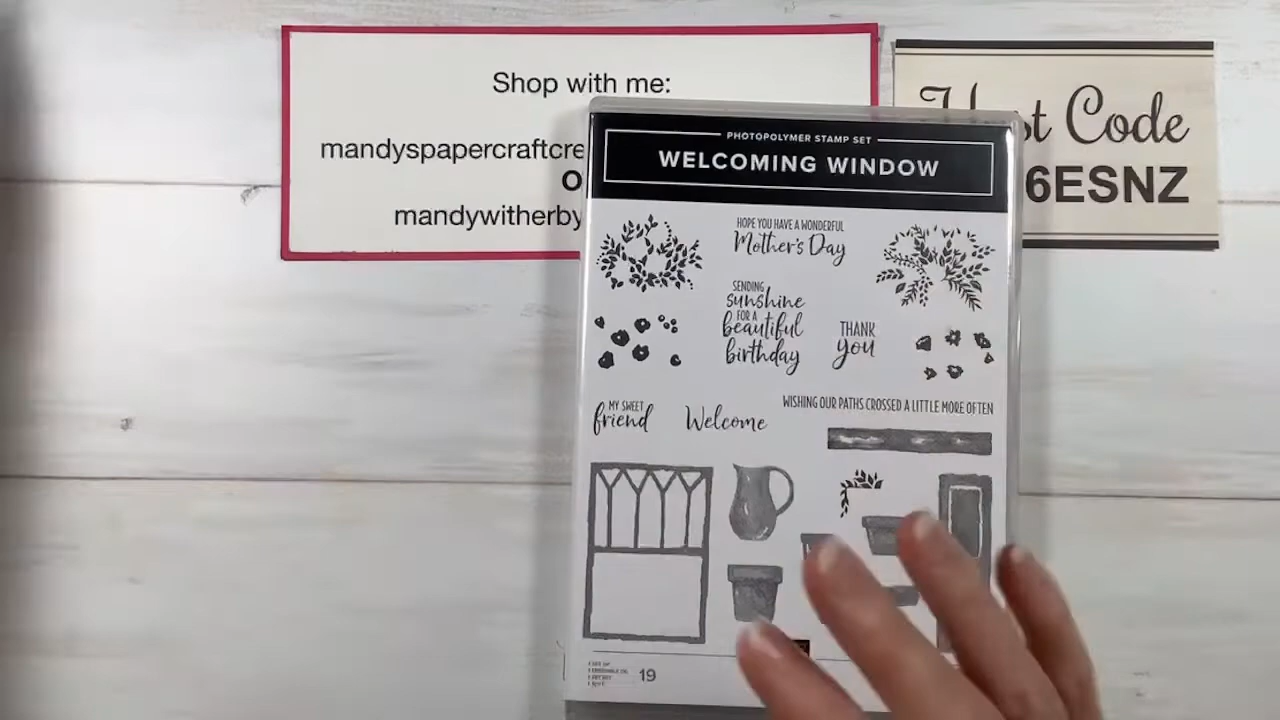 Shop with me:
mandyspapercraftcre
O
mandywitherby
Host Code
6ESNZ
PHOTOPOLYMER STAMP SET
WELCOMING WINDOW
HOPE YOU HAVE A WONDERFUL
Mother's Day
SENDING
sunshine
FOR A
beautiful
birthday
THANK
you
MY SWEET
friend
Welcome
WISHING OUR PATHS CROSSED A LITTLE MORE OFTEN
19